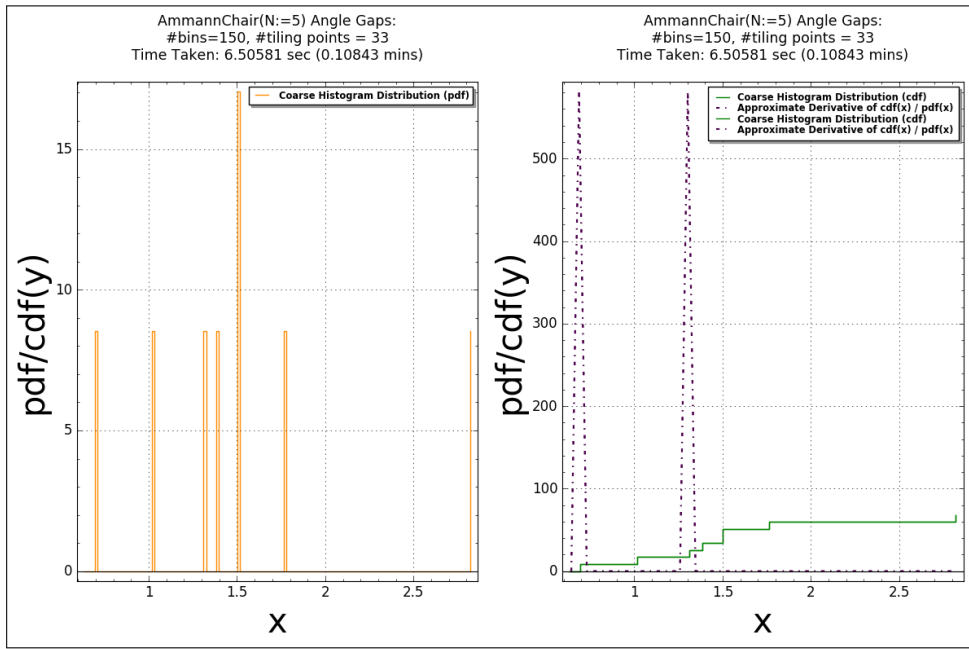 AmmannChair(N:=5) Angle Gaps:
#bins=150, #tiling points = 33
Time Taken: 6.50581 sec (0.10843 mins)
Coarse Histogram Distribution (pdf)
15
10
5
0
1
1.5
2
2.5
pdf/cdf(y)
x
AmmannChair(N:=5) Angle Gaps:
#bins=150, #tiling points = 33
Time Taken: 6.50581 sec (0.10843 mins)
Coarse Histogram Distribution (cdf)
Approximate Derivative of cdf(x) / pdf(x)
Coarse Histogram Distribution (cdf)
Approximate Derivative of cdf(x) / pdf(x)
500
400
300
200
100
0
1
1.5
2
2.5
pdf/cdf(y)
x